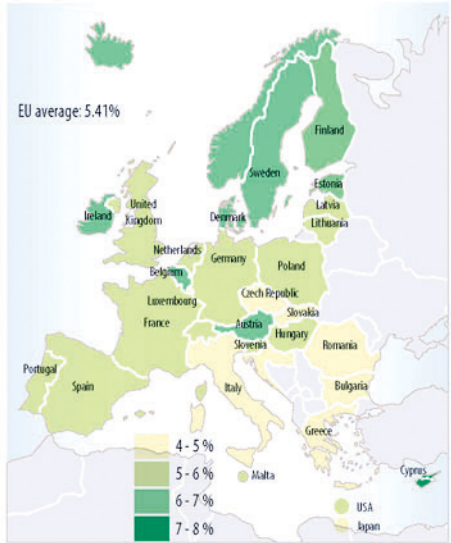 EU average: 5.41%
Finland
Sweden
Estonia
Latvia
Lithuania
Ireland
United
Kingdom
Denmark
Netherlands
Belgium
Germany
Poland
Luxembourg
Czech Republic
Slovakia
France
Austria
Hungary
Slovenia
Romania
Portugal
Spain
Italy
Bulgaria
Greece
Malta
Cyprus
4 - 5 %
5 - 6 %
6 - 7 %
7 - 8 %
USA
Japan